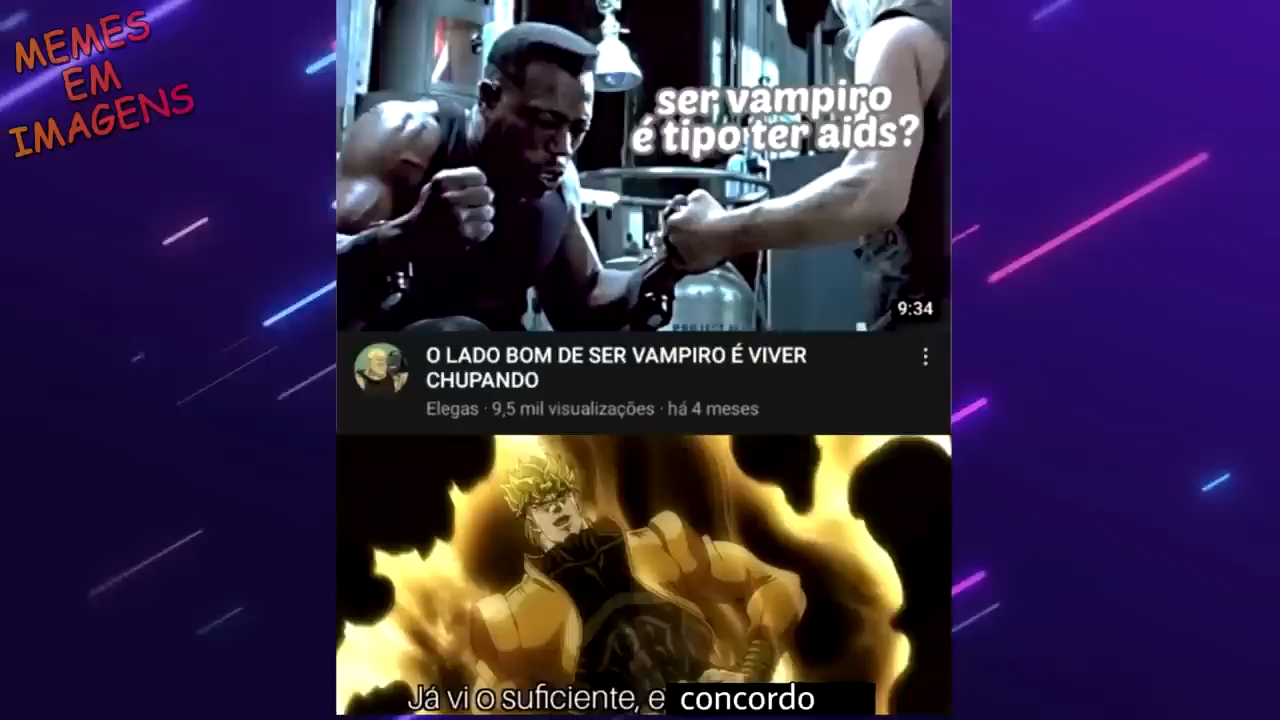 MEMES
EM
IMAGENS
ser vampiro
é tipo ter aids?
9:34
O LADO BOM DE SER VAMPIRO É VIVER
CHUPANDO
Elegas · 9,5 mil visualizações · há 4 meses
Já vi o suficiente, e concordo